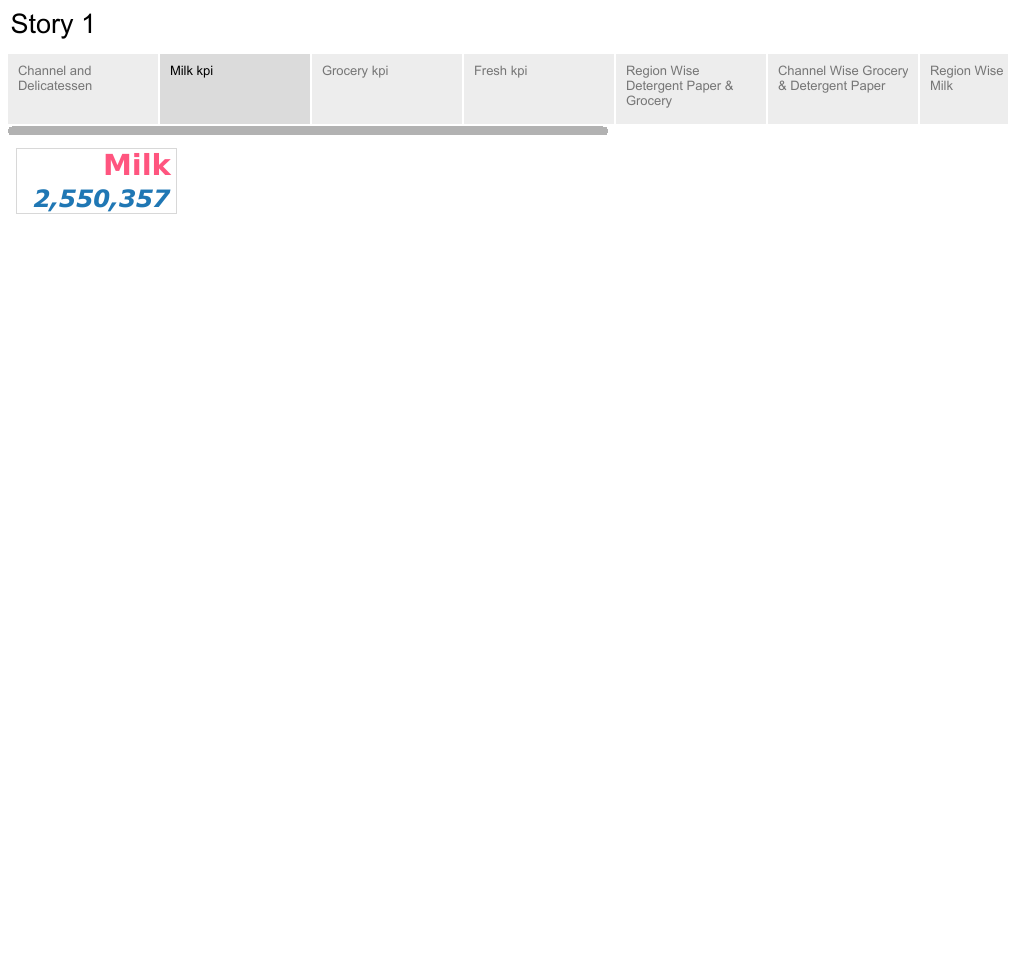 Story 1
Channel and
Delicatessen
Milk kpi
Grocery kpi
Fresh kpi
Region Wise
Detergent Paper &
Grocery
Channel Wise Grocery
& Detergent Paper
Region Wise
Milk
Milk
2,550,357